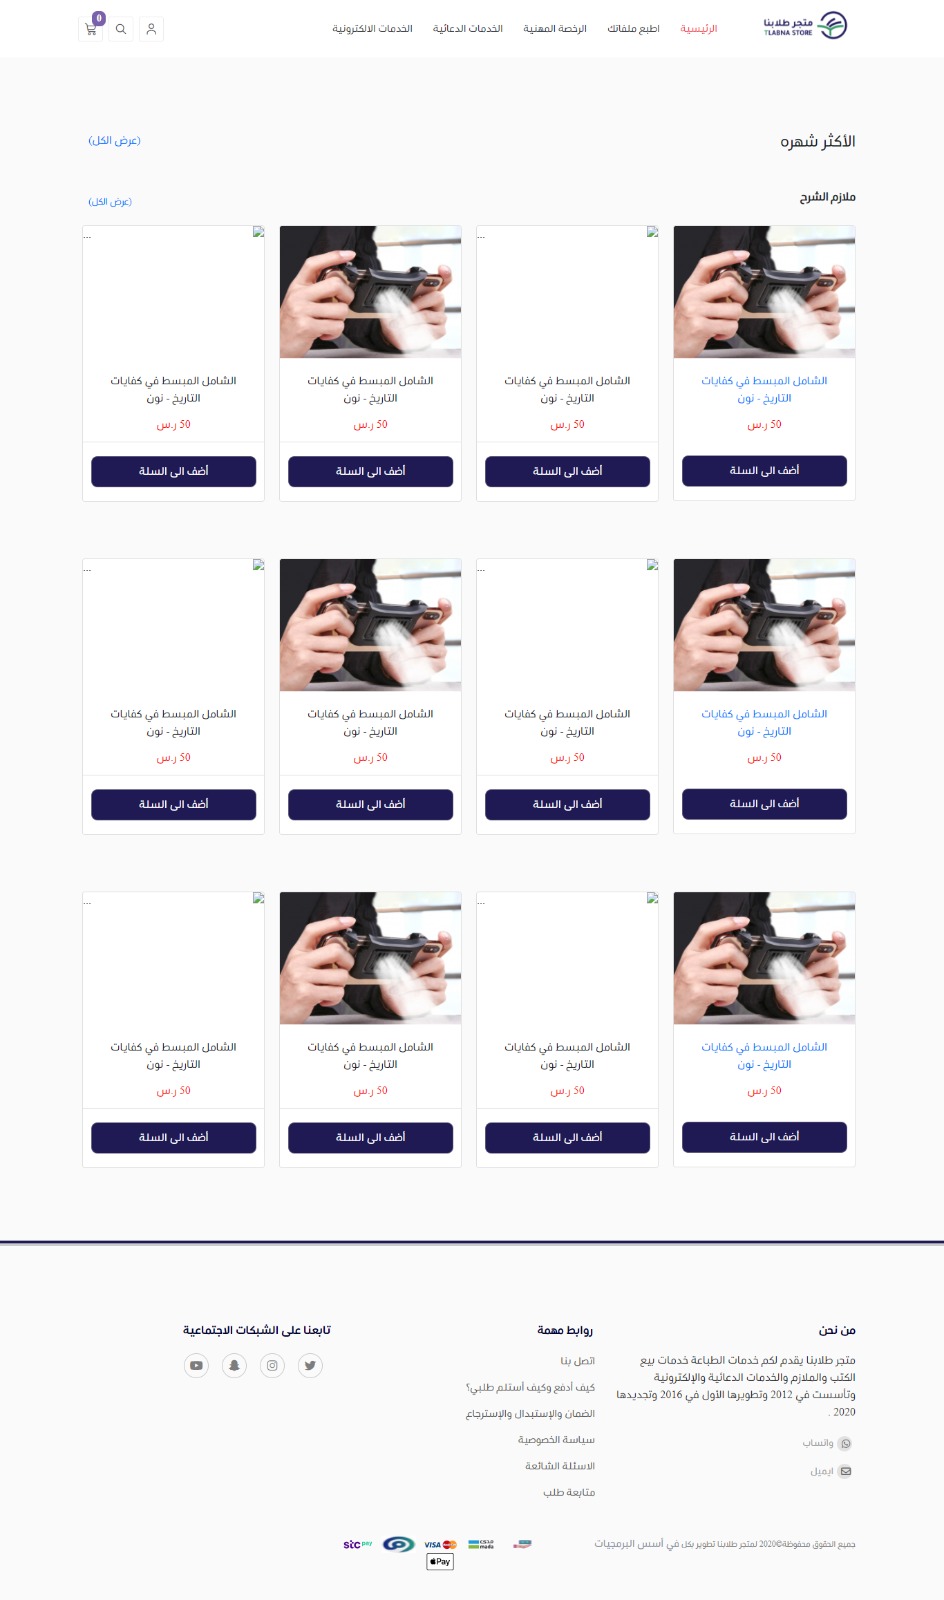 متجر طلابنا
TLABNA STORE
الرئيسية
اطبع ملفاتك
الرخصة المهنية
الخدمات الدعائية
الخدمات الالكترونية
0
الأكثر شهره
(عرض الكل)
ملازم الشرح
(عرض الكل)
...
...
الشامل المبسط في كفايات
التاريخ - نون
50 ر.س
أضف الى السلة
الشامل المبسط في كفايات
التاريخ - نون
50 ر.س
أضف الى السلة
الشامل المبسط في كفايات
التاريخ - نون
50 ر.س
أضف الى السلة
الشامل المبسط في كفايات
التاريخ - نون
50 ر.س
أضف الى السلة
...
...
الشامل المبسط في كفايات
التاريخ - نون
50 ر.س
أضف الى السلة
الشامل المبسط في كفايات
التاريخ - نون
50 ر.س
أضف الى السلة
الشامل المبسط في كفايات
التاريخ - نون
50 ر.س
أضف الى السلة
الشامل المبسط في كفايات
التاريخ - نون
50 ر.س
أضف الى السلة
...
...
الشامل المبسط في كفايات
التاريخ - نون
50 ر.س
أضف الى السلة
الشامل المبسط في كفايات
التاريخ - نون
50 ر.س
أضف الى السلة
الشامل المبسط في كفايات
التاريخ - نون
50 ر.س
أضف الى السلة
الشامل المبسط في كفايات
التاريخ - نون
50 ر.س
أضف الى السلة
من نحن
متجر طلابنا يقدم لكم خدمات الطباعة خدمات بيع
الكتب والملازم والخدمات الدعائية والإلكترونية
وتأسست في 2012 وتطويرها الأول في 2016 وتجديدها
2020 .
واتساب
ايميل
روابط مهمة
اتصل بنا
كيف أدفع وكيف أستلم طلبي؟
الضمان والإستبدال والإسترجاع
سياسة الخصوصية
الاسئلة الشائعة
متابعة طلب
تابعنا على الشبكات الاجتماعية
جميع الحقوق محفوظة©2020 لمتجر طلابنا تطوير بكل في أسس البرمجيات
مدى
mada
VISA
stc pay
Pay